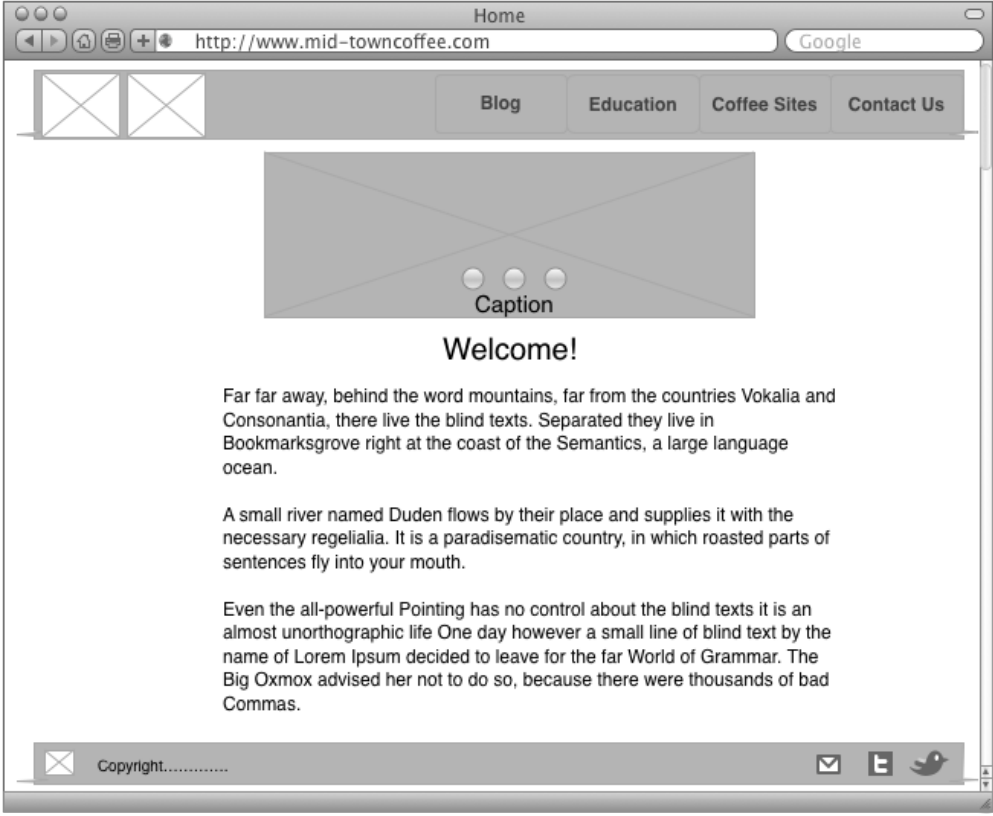 Home
http://www.mid-towncoffee.com
Google
Blog
Education
Coffee Sites
Contact Us
Caption
Welcome!
Far far away, behind the word mountains, far from the countries Vokalia and
Consonantia, there live the blind texts. Separated they live in
Bookmarksgrove right at the coast of the Semantics, a large language
ocean.
A small river named Duden flows by their place and supplies it with the
necessary regelialia. It is a paradisematic country, in which roasted parts of
sentences fly into your mouth.
Even the all-powerful Pointing has no control about the blind texts it is an
almost unorthographic life One day however a small line of blind text by the
name of Lorem Ipsum decided to leave for the far World of Grammar. The
Big Oxmox advised her not to do so, because there were thousands of bad
Commas.
Copyright.............
t